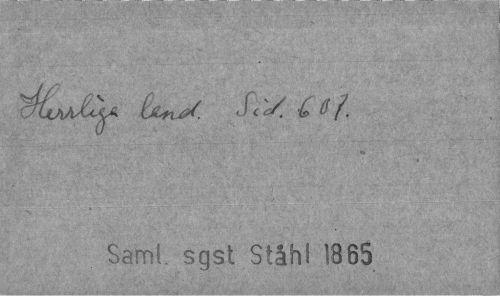 Herrliga land. Sid. 607.
Saml. sgst Ståhl 1865